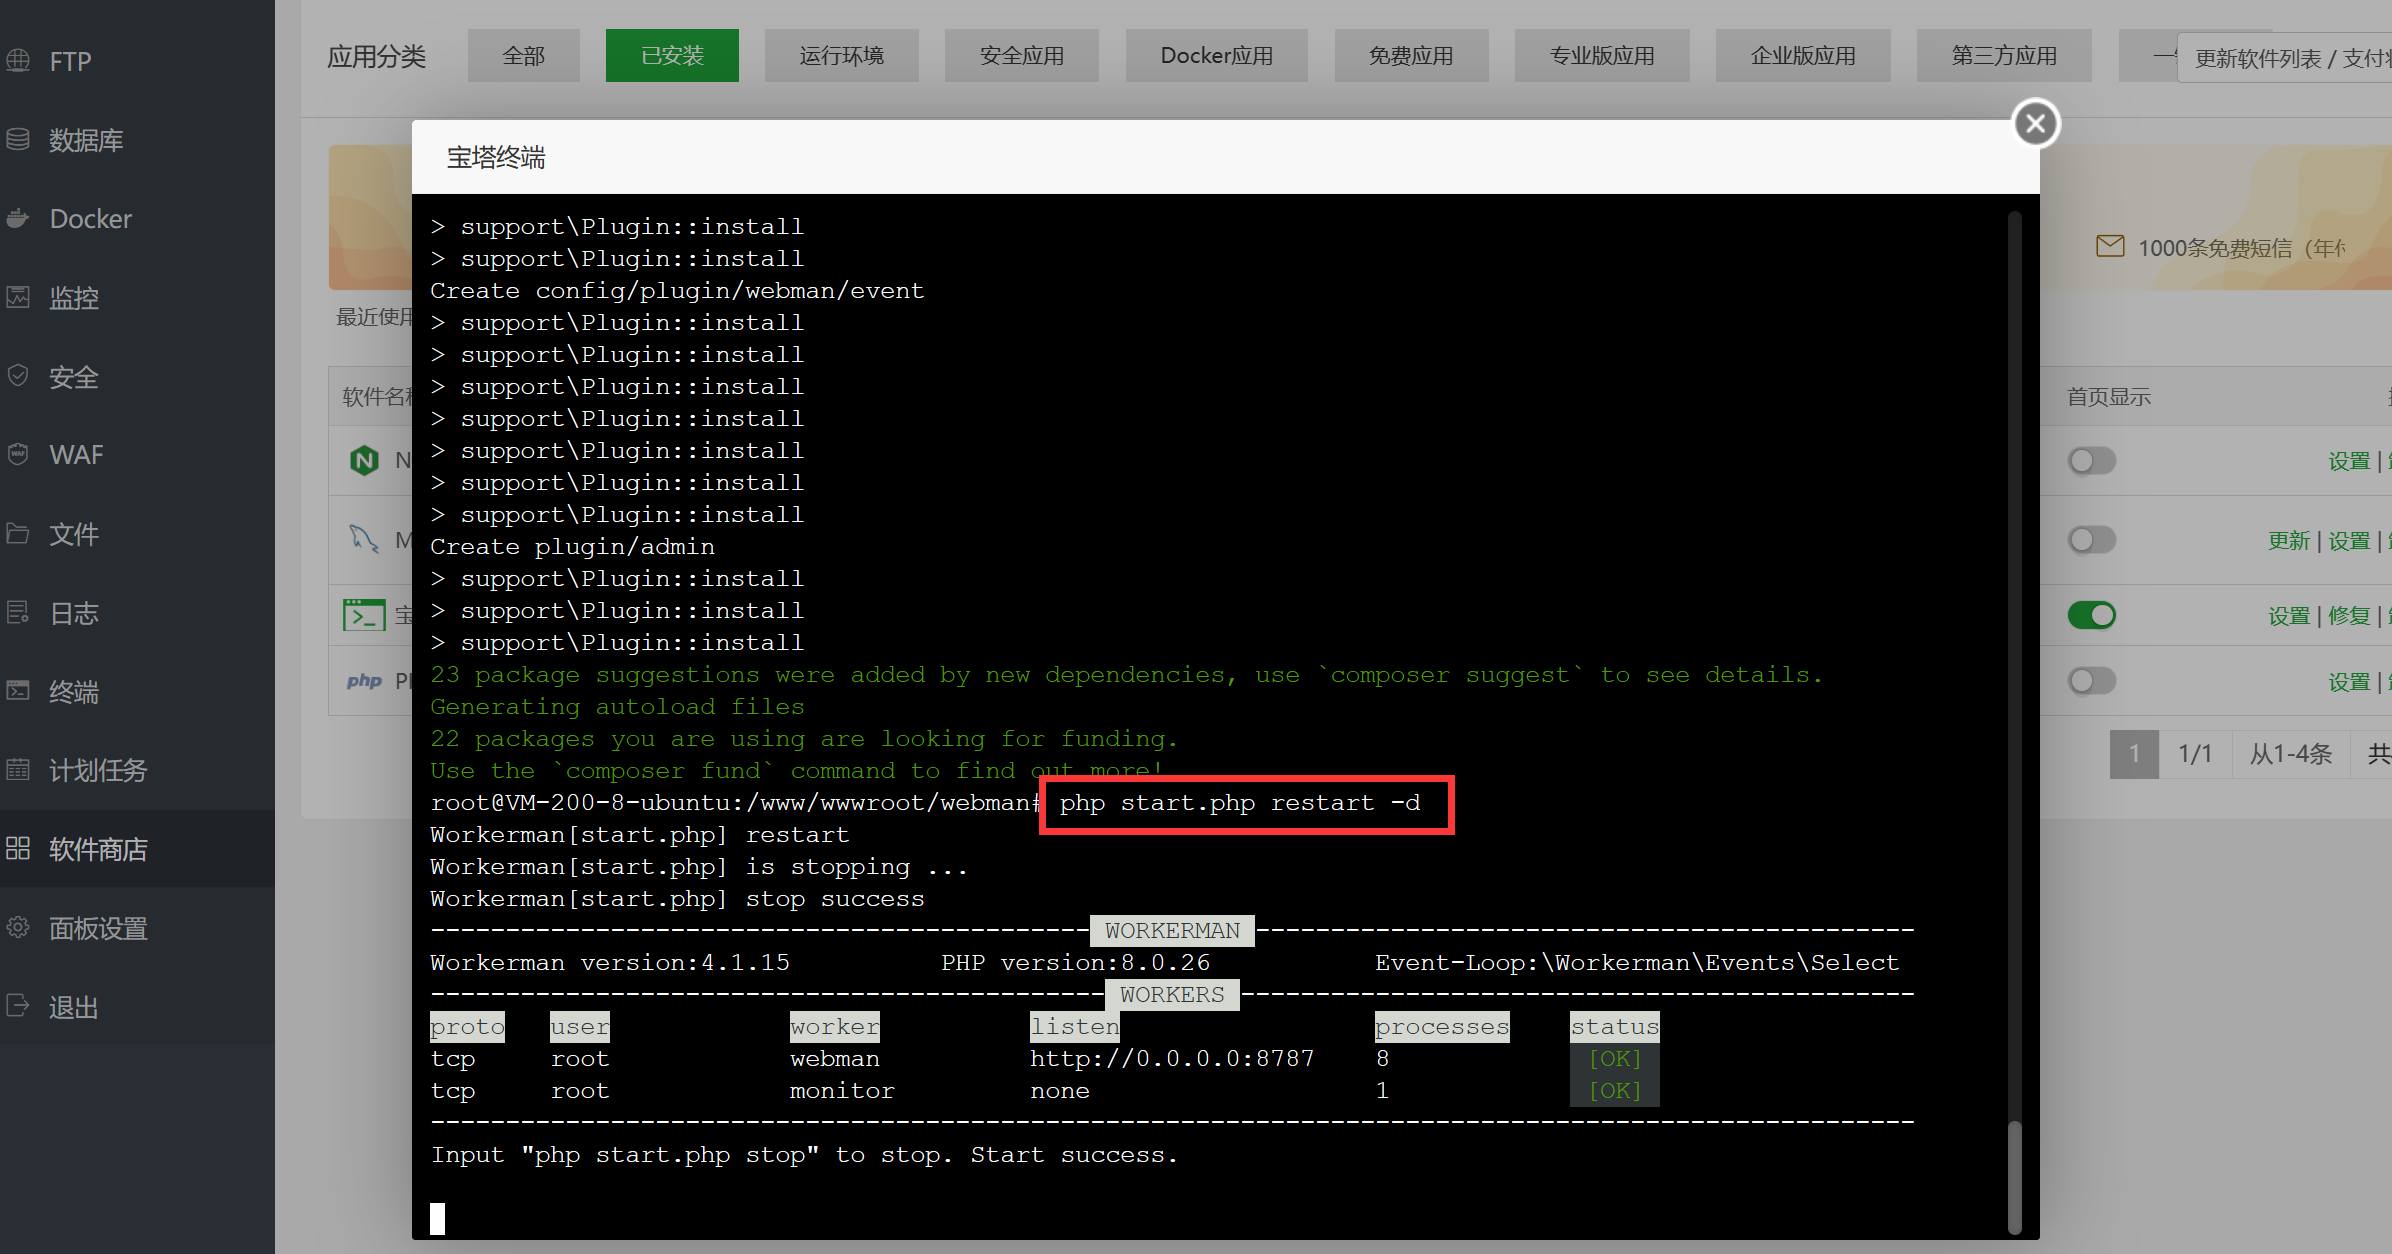 FTP
数据库
Docker
监控
安全
WAF
文件
日志
终端
计划任务
软件商店
面板设置
退出
应用分类 全部 已安装 运行环境 安全应用 Docker应用 免费应用 专业版应用 企业版应用 第三方应用 一 更新软件列表 / 支付
1000条免费短信（年
最近使用
软件名 首页显示
N 设置 |
M 更新 | 设置 |
宝 设置 | 修复 |
php 设置 |
1 1/1 从1-4条 共
宝塔终端
> support\Plugin::install
> support\Plugin::install
Create config/plugin/webman/event
> support\Plugin::install
> support\Plugin::install
> support\Plugin::install
> support\Plugin::install
> support\Plugin::install
> support\Plugin::install
> support\Plugin::install
Create plugin/admin
> support\Plugin::install
> support\Plugin::install
> support\Plugin::install
23 package suggestions were added by new dependencies, use `composer suggest` to see details.
Generating autoload files
22 packages you are using are looking for funding.
Use the `composer fund` command to find out more!
root@VM-200-8-ubuntu:/www/wwwroot/webman# php start.php restart -d
Workerman[start.php] restart
Workerman[start.php] is stopping ...
Workerman[start.php] stop success
-------------------------------------------- WORKERMAN --------------------------------------------
Workerman version:4.1.15 PHP version:8.0.26 Event-Loop:\Workerman\Events\Select
--------------------------------------------- WORKERS ---------------------------------------------
proto user worker listen processes status
tcp root webman http://0.0.0.0:8787 8 [OK]
tcp root monitor none 1 [OK]
---------------------------------------------------------------------------------------------------
Input "php start.php stop" to stop. Start success.